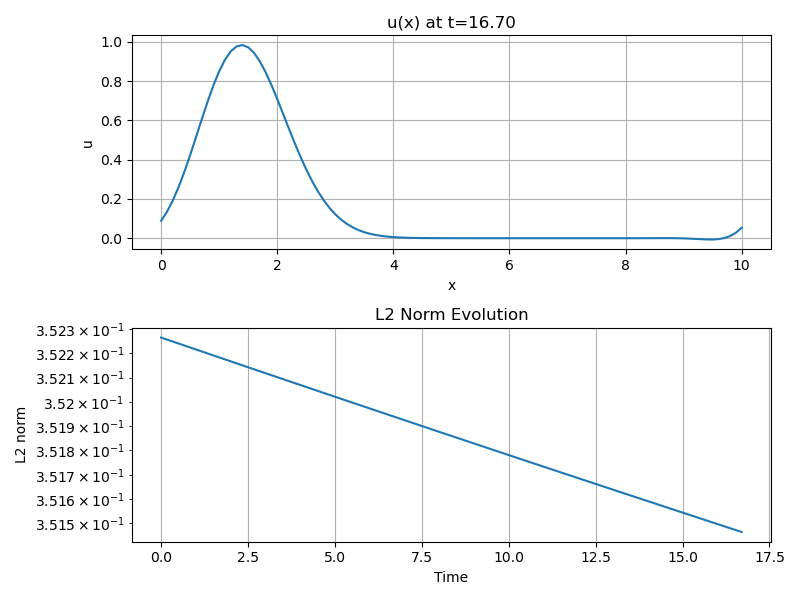 u(x) at t=16.70
1.0
0.8
0.6
0.4
0.2
0.0
u
0 2 4 6 8 10
x
L2 Norm Evolution
3.523 × 10⁻¹
3.522 × 10⁻¹
3.521 × 10⁻¹
3.52 × 10⁻¹
3.519 × 10⁻¹
3.518 × 10⁻¹
3.517 × 10⁻¹
3.516 × 10⁻¹
3.515 × 10⁻¹
L2 norm
0.0 2.5 5.0 7.5 10.0 12.5 15.0 17.5
Time